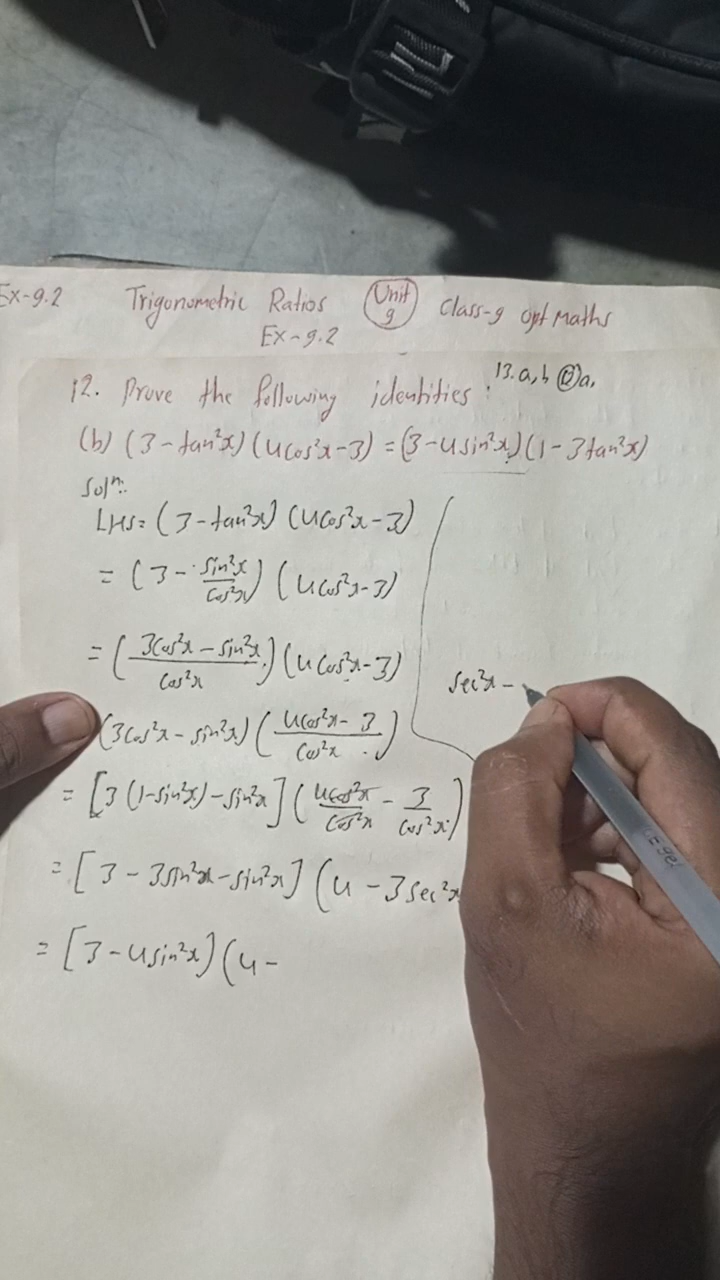 Ex-9.2 Trigonometric Ratios Unit 9 Class-9 opt Maths
Ex-9.2
12. Prove the following identities: 13. a, b a,
(b) (3-tan²x)(4cos²x-3) = (3-4sin²x)(1-3tan²x)
Solⁿ:
LHS = (3-tan²x) (4cos²x-3)
= (3 - sin²x/cos²x) (4cos²x-3)
= (3cos²x - sin²x/cos²x) (4cos²x-3)
sec²x -
(3cos²x - sin²x) (4cos²x - 3/cos²x)
= [3 (1-sin²x) - sin²x] (4cos²x/cos²x - 3/cos²x)
= [3 - 3sin²x - sin²x] (4 - 3sec²x
= [3 - 4sin²x) (4 -